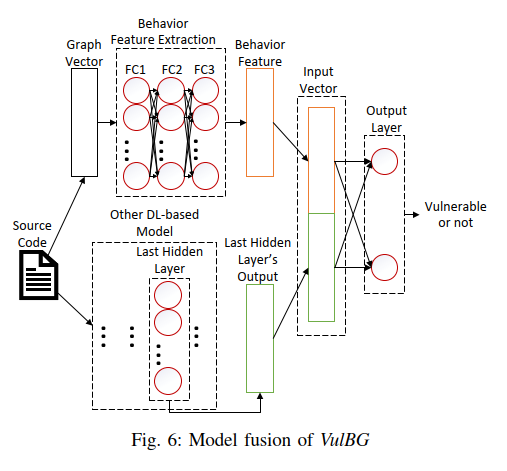 Behavior
Feature Extraction
Graph
Vector
FC1 FC2 FC3
Behavior
Feature
Input
Vector
Output
Layer
Vulnerable
or not
Source
Code
Other DL-based
Model
Last Hidden
Layer
Last Hidden
Layer's
Output
Fig. 6: Model fusion of VulBG